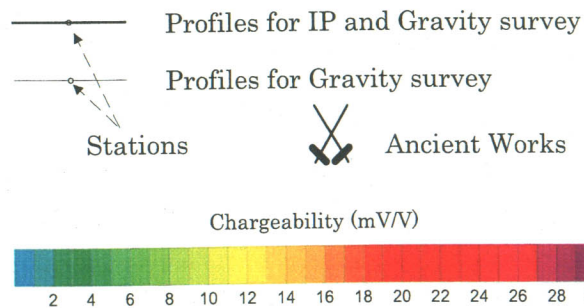 Profiles for IP and Gravity survey
Profiles for Gravity survey
Stations
Ancient Works
Chargeability (mV/V)
2 4 6 8 10 12 14 16 18 20 22 24 26 28